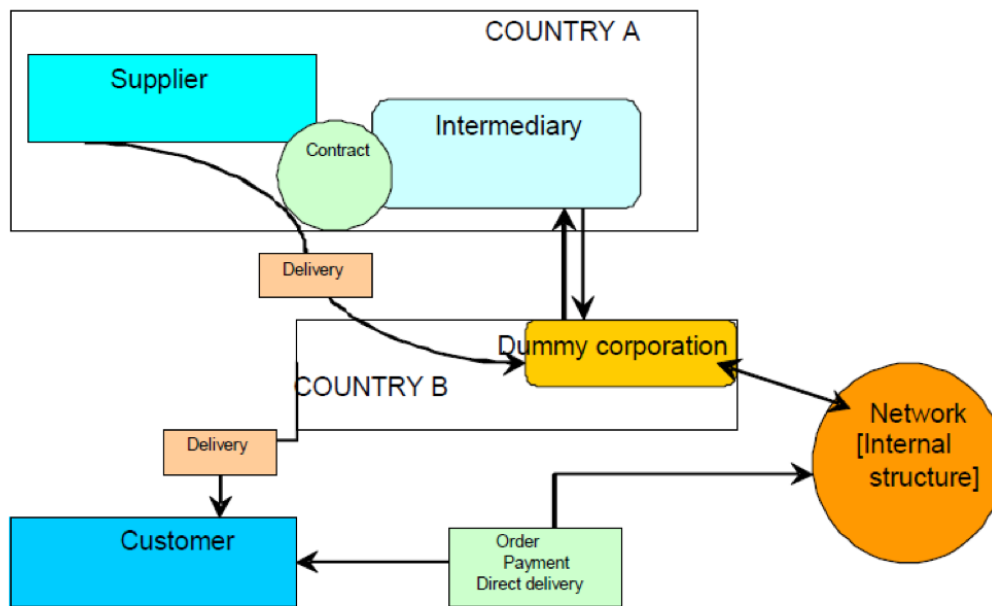 COUNTRY A
Supplier
Intermediary
Contract
Delivery
Dummy corporation
COUNTRY B
Network
[Internal
structure]
Delivery
Customer
Order
Payment
Direct delivery